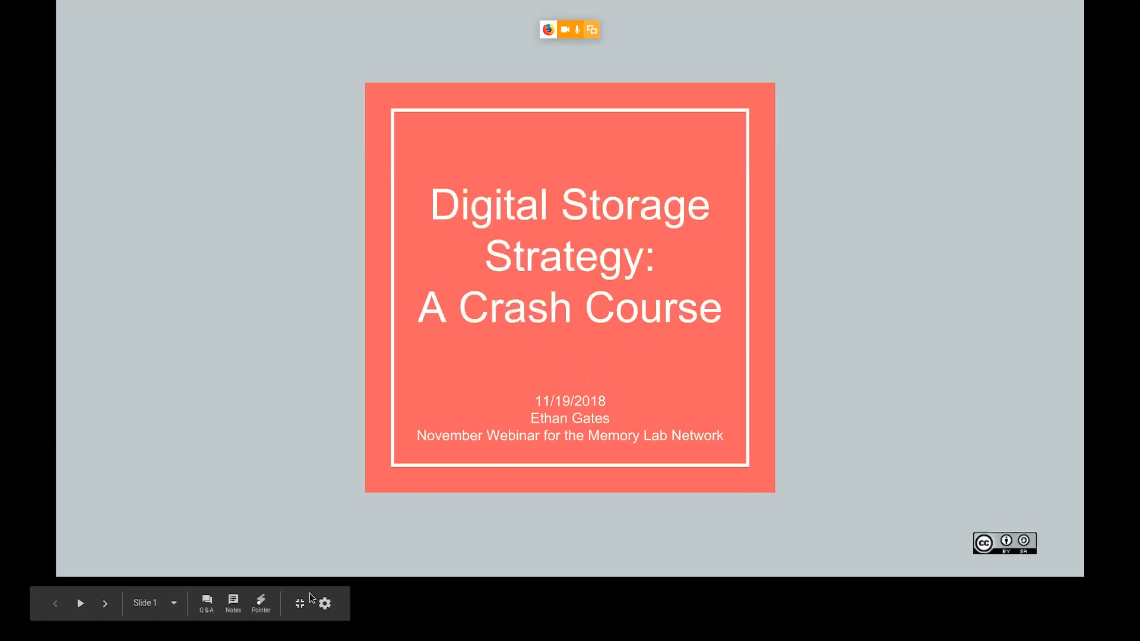 Digital Storage
Strategy:
A Crash Course
11/19/2018
Ethan Gates
November Webinar for the Memory Lab Network
cc
BY SA
Slide 1
Q & A Notes Pointer